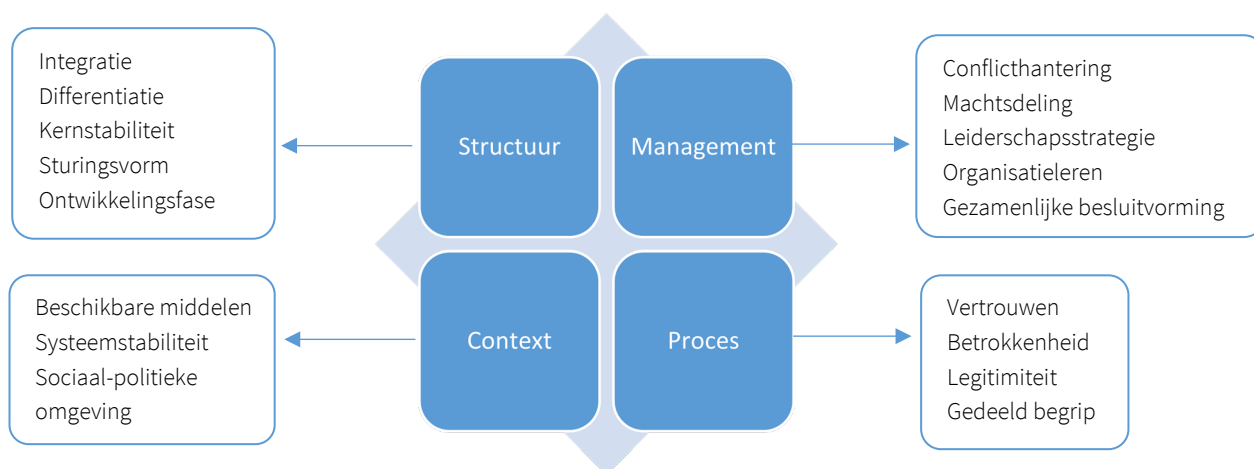 Integratie
Differentiatie
Kernstabiliteit
Sturingsvorm
Ontwikkelingsfase
Structuur
Management
Conflicthantering
Machtsdeling
Leiderschapsstrategie
Organisatieleren
Gezamenlijke besluitvorming
Beschikbare middelen
Systeemstabiliteit
Sociaal-politieke
omgeving
Context
Proces
Vertrouwen
Betrokkenheid
Legitimiteit
Gedeeld begrip